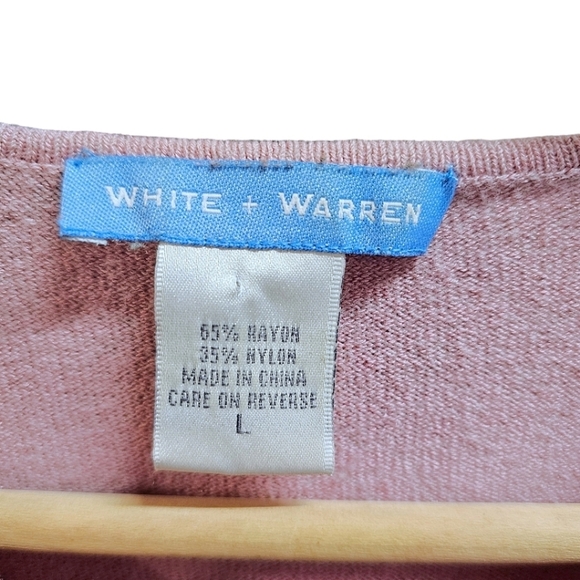 WHITE + WARREN
65% RAYON
35% NYLON
MADE IN CHINA
CARE ON REVERSE
L